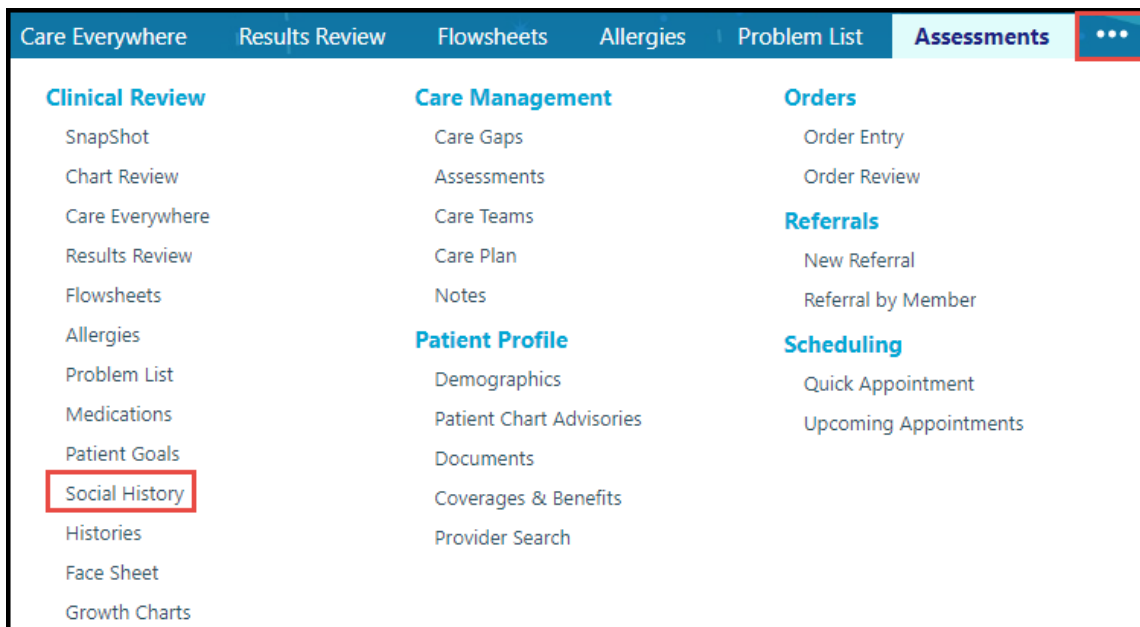 Care Everywhere Results Review Flowsheets Allergies Problem List Assessments •••
Clinical Review
SnapShot
Chart Review
Care Everywhere
Results Review
Flowsheets
Allergies
Problem List
Medications
Patient Goals
Social History
Histories
Face Sheet
Growth Charts
Care Management
Care Gaps
Assessments
Care Teams
Care Plan
Notes
Patient Profile
Demographics
Patient Chart Advisories
Documents
Coverages & Benefits
Provider Search
Orders
Order Entry
Order Review
Referrals
New Referral
Referral by Member
Scheduling
Quick Appointment
Upcoming Appointments